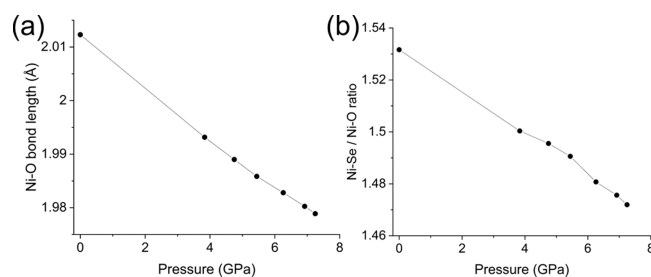 (a)
Ni-O bond length (Å)
2.01
2
1.99
1.98
0 2 4 6 8
Pressure (GPa)
(b)
Ni-Se / Ni-O ratio
1.54
1.52
1.5
1.48
1.46
0 2 4 6 8
Pressure (GPa)